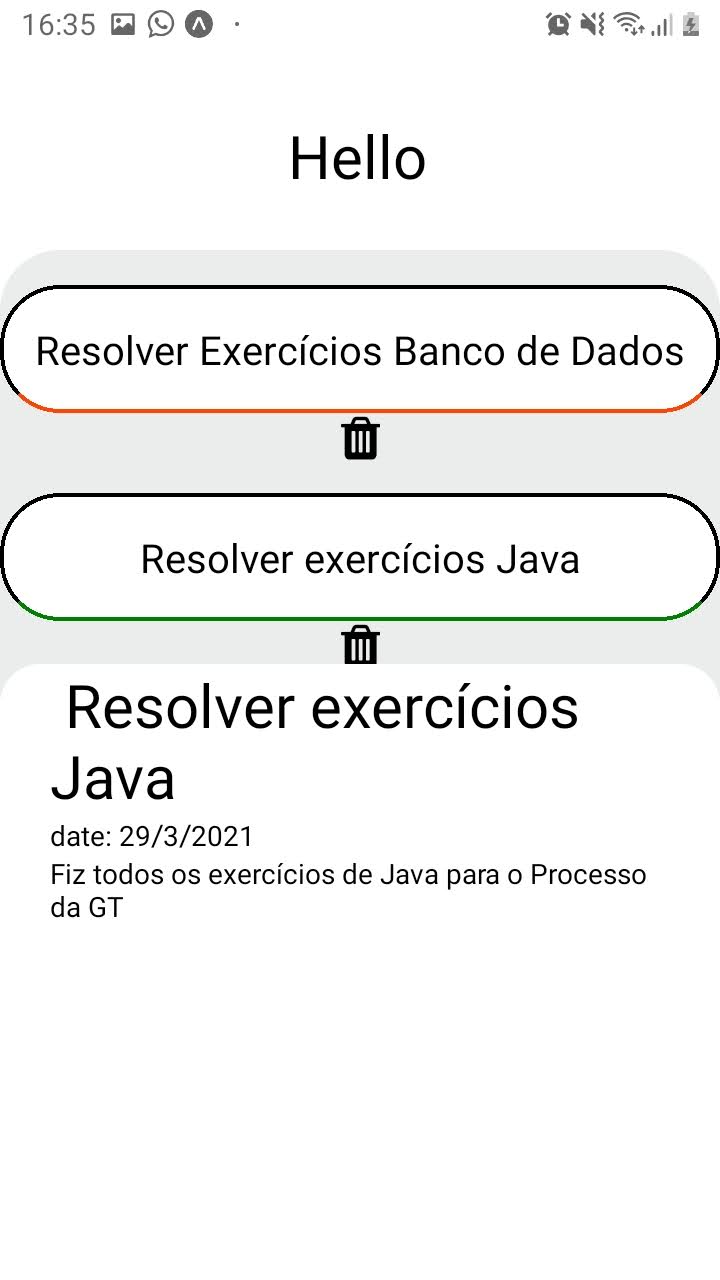 16:35
Hello
Resolver Exercícios Banco de Dados
Resolver exercícios Java
Resolver exercícios
Java
date: 29/3/2021
Fiz todos os exercícios de Java para o Processo
da GT